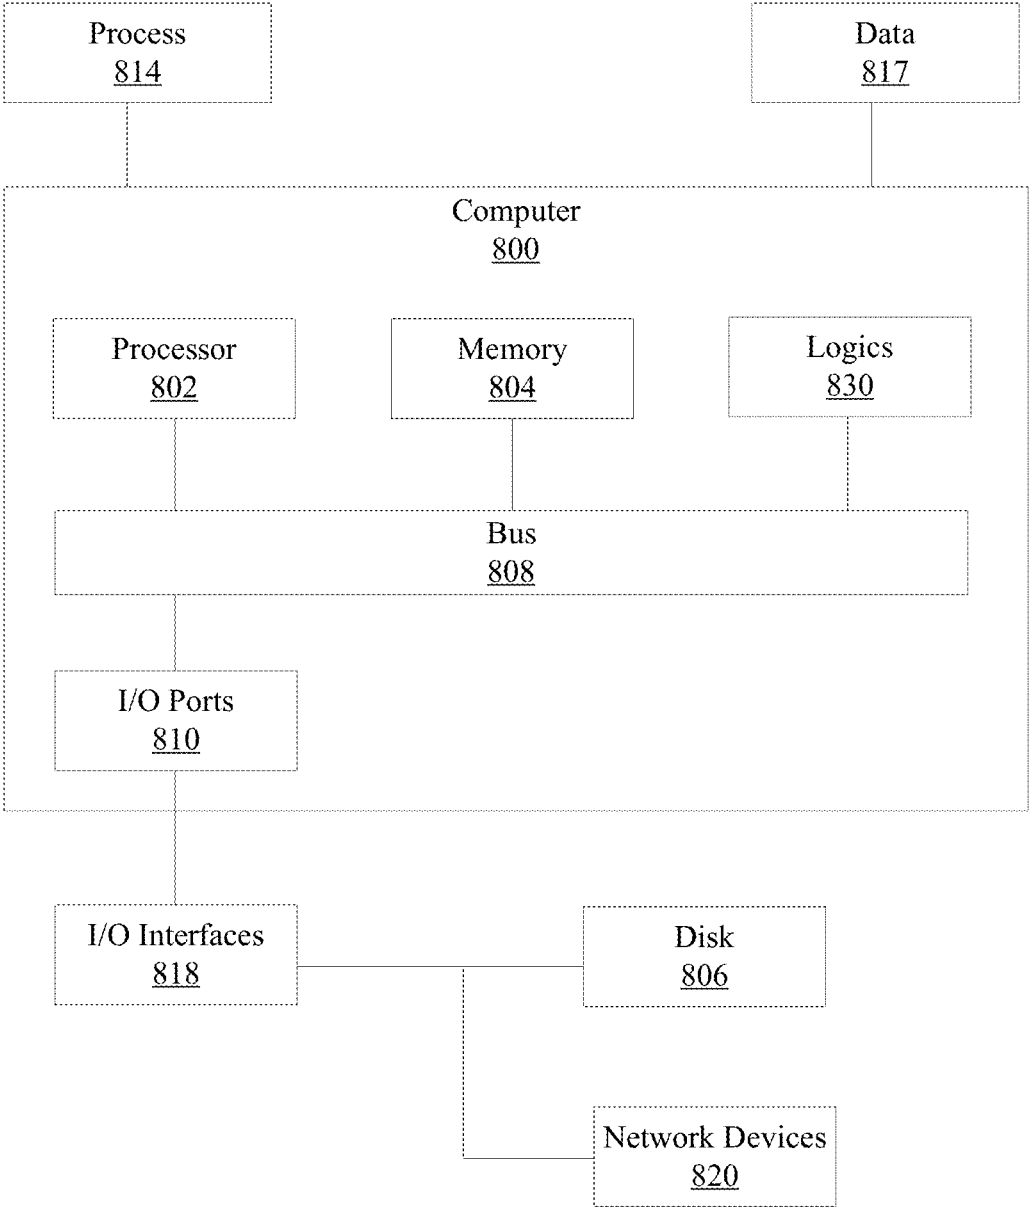 Process
814
Data
817
Computer
800
Processor
802
Memory
804
Logics
830
Bus
808
I/O Ports
810
I/O Interfaces
818
Disk
806
Network Devices
820